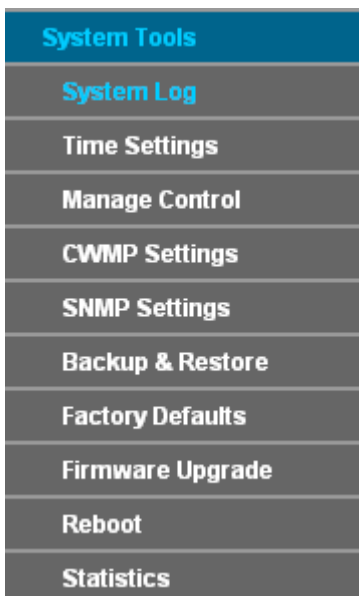 System Tools
System Log
Time Settings
Manage Control
CWMP Settings
SNMP Settings
Backup & Restore
Factory Defaults
Firmware Upgrade
Reboot
Statistics